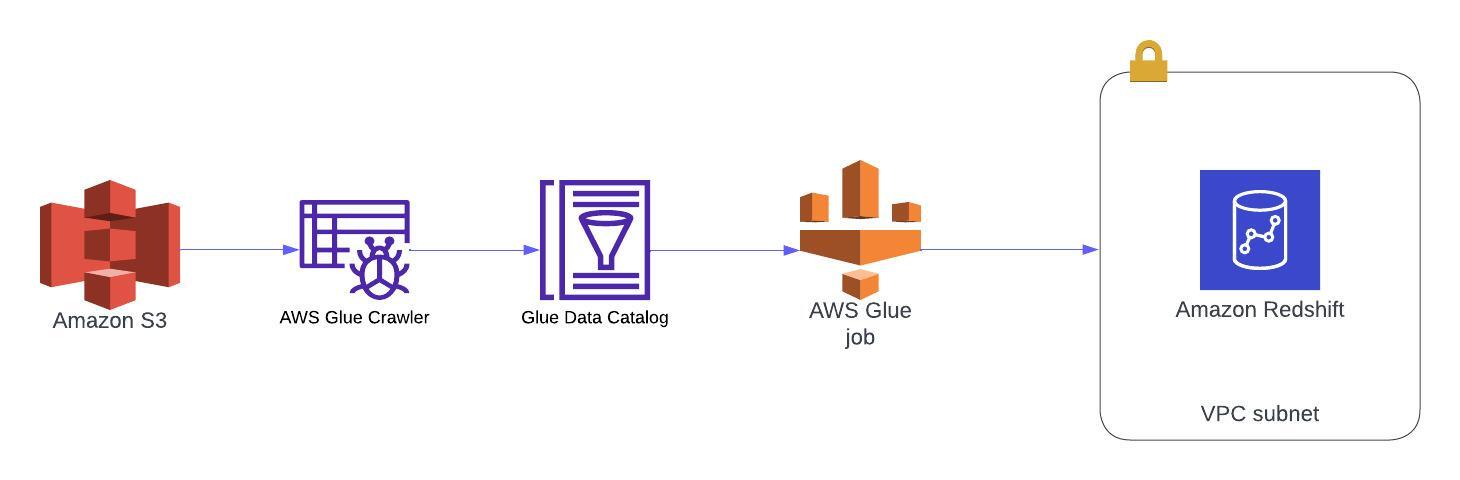 Amazon S3
AWS Glue Crawler
Glue Data Catalog
AWS Glue
job
Amazon Redshift
VPC subnet